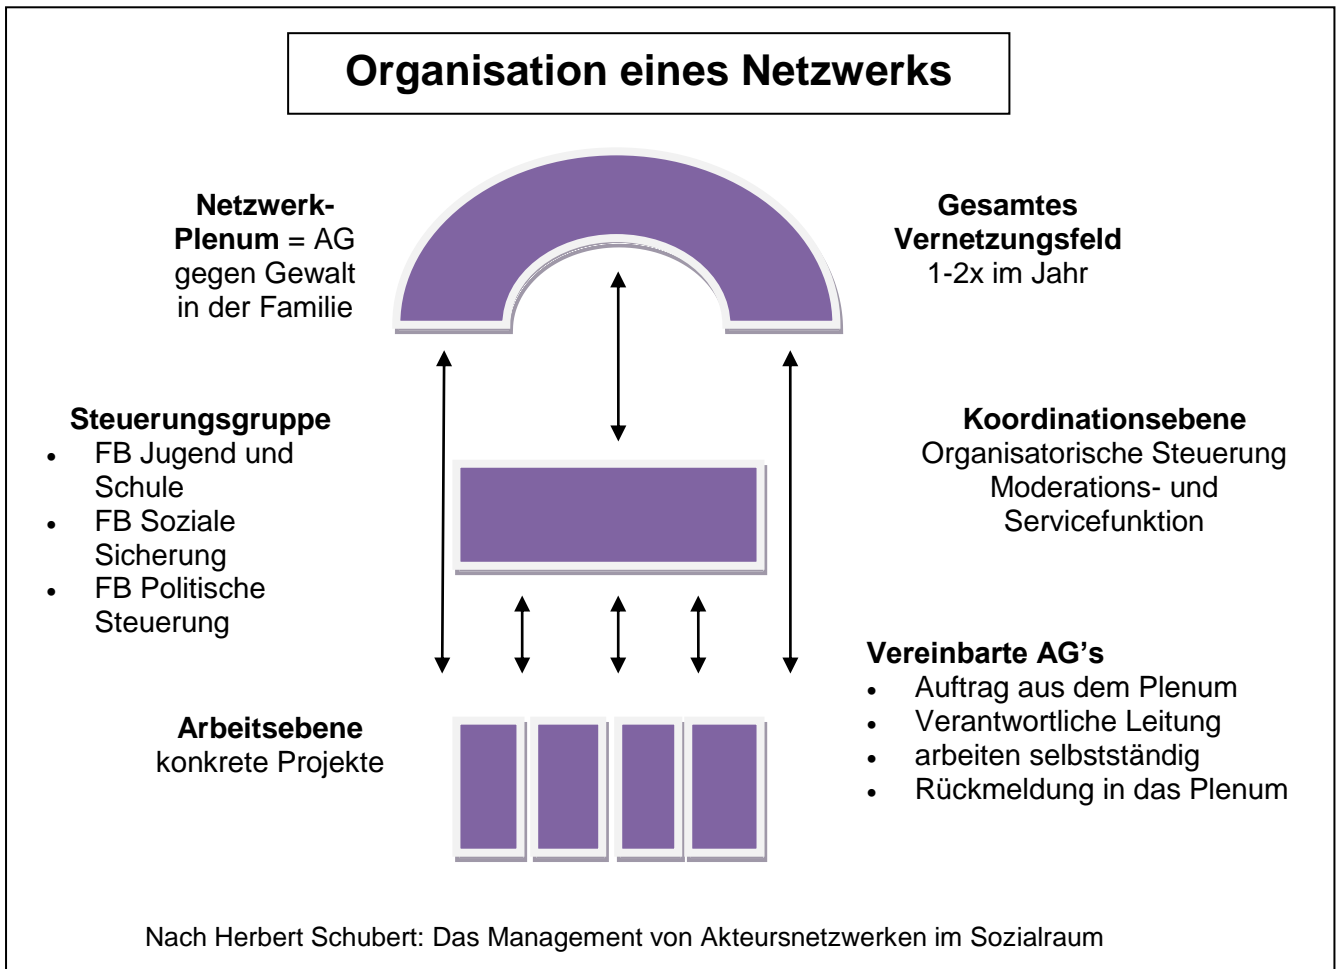 Organisation eines Netzwerks
Netzwerk-
Plenum = AG
gegen Gewalt
in der Familie
Gesamtes
Vernetzungsfeld
1-2x im Jahr
Steuerungsgruppe
• FB Jugend und
Schule
• FB Soziale
Sicherung
• FB Politische
Steuerung
Koordinationsebene
Organisatorische Steuerung
Moderations- und
Servicefunktion
Arbeitsebene
konkrete Projekte
Vereinbarte AG’s
• Auftrag aus dem Plenum
• Verantwortliche Leitung
• arbeiten selbstständig
• Rückmeldung in das Plenum
Nach Herbert Schubert: Das Management von Akteursnetzwerken im Sozialraum